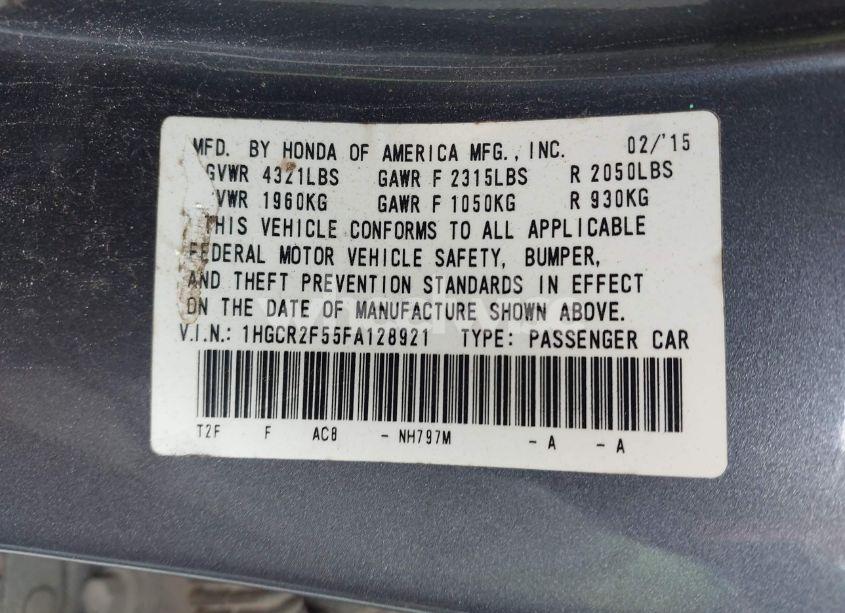 MFD. BY HONDA OF AMERICA MFG., INC. 02/'15
GVWR 4321LBS GAWR F 2315LBS R 2050LBS
VWR 1960KG GAWR F 1050KG R 930KG
THIS VEHICLE CONFORMS TO ALL APPLICABLE
FEDERAL MOTOR VEHICLE SAFETY, BUMPER,
AND THEFT PREVENTION STANDARDS IN EFFECT
ON THE DATE OF MANUFACTURE SHOWN ABOVE.
V.I.N.: 1HGCR2F55FA128921 TYPE: PASSENGER CAR
T2F F AC8 - NH797M - A - A